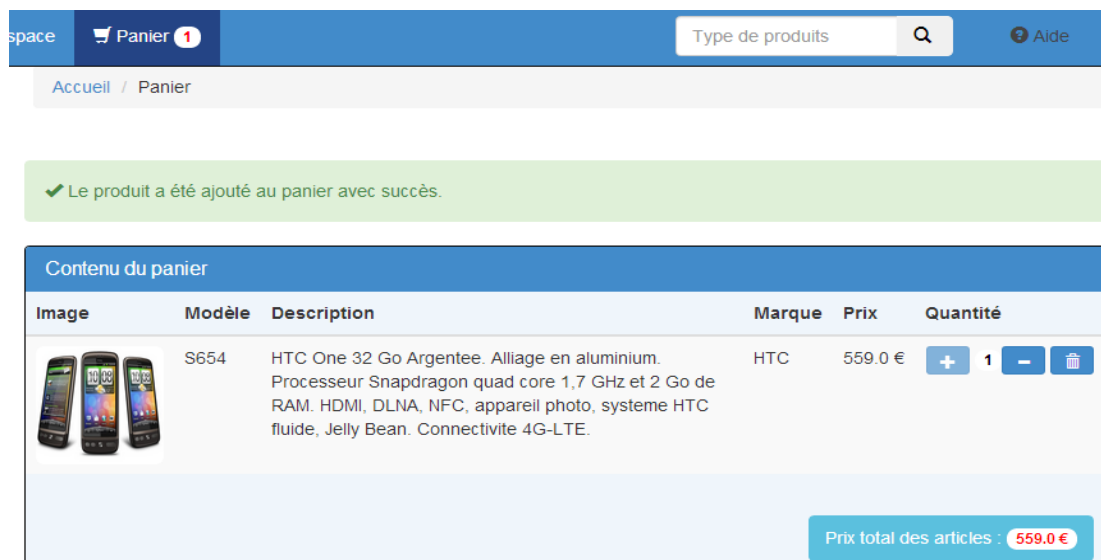 space Panier 1 Type de produits Aide
Accueil / Panier
Le produit a été ajouté au panier avec succès.
Contenu du panier
Image Modèle Description Marque Prix Quantité
S654 HTC One 32 Go Argentee. Alliage en aluminium. HTC 559.0 € + 1 -
Processeur Snapdragon quad core 1,7 GHz et 2 Go de
RAM. HDMI, DLNA, NFC, appareil photo, systeme HTC
fluide, Jelly Bean. Connectivite 4G-LTE.
Prix total des articles : 559.0 €